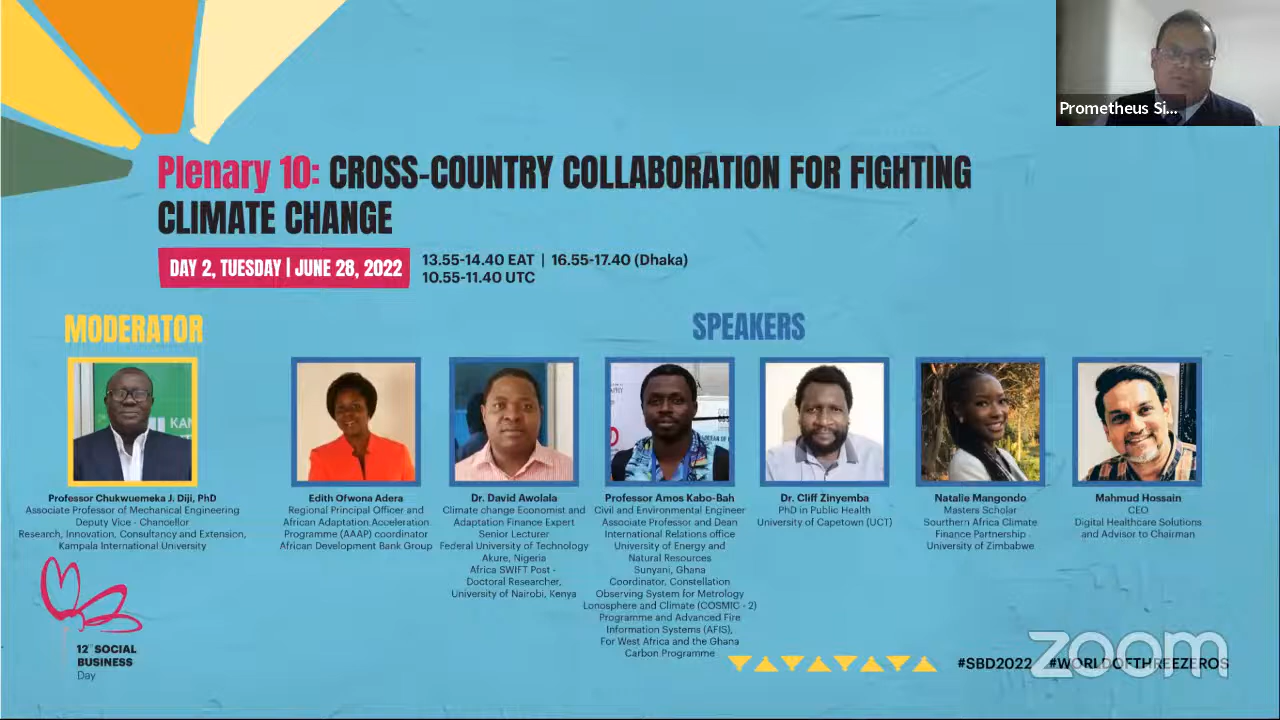 Prometheus Si...
Plenary 10: CROSS-COUNTRY COLLABORATION FOR FIGHTING
CLIMATE CHANGE
DAY 2, TUESDAY | JUNE 28, 2022
13.55-14.40 EAT | 16.55-17.40 (Dhaka)
10.55-11.40 UTC
MODERATOR
SPEAKERS
Professor Chukwuemeka J. Diji, PhD
Associate Professor of Mechanical Engineering
Deputy Vice - Chancellor
Research, Innovation, Consultancy and Extension,
Kampala International University
Edith Ofwona Adera
Regional Principal Officer and
African Adaptation Acceleration
Programme (AAAP) coordinator
African Development Bank Group
Dr. David Awolala
Climate change Economist and
Adaptation Finance Expert
Senior Lecturer
Federal University of Technology
Akure, Nigeria
Africa SWIFT Post -
Doctoral Researcher,
University of Nairobi, Kenya
Professor Amos Kabo-Bah
Civil and Environmental Engineer
Associate Professor and Dean
International Relations office
University of Energy and
Natural Resources
Sunyani, Ghana
Coordinator, Constellation
Observing System for Metrology
Lonosphere and Climate (COSMIC - 2)
Programme and Advanced Fire
Information Systems (AFIS),
For West Africa and the Ghana
Carbon Programme
Dr. Cliff Zinyemba
PhD in Public Health
University of Capetown (UCT)
Natalie Mangondo
Masters Scholar
Sourthern Africa Climate
Finance Partnership
University of Zimbabwe
Mahmud Hossain
CEO
Digital Healthcare Solutions
and Advisor to Chairman
12 SOCIAL
BUSINESS
Day
#SBD2022 #WORLDOFTHREEZEROS
zoom